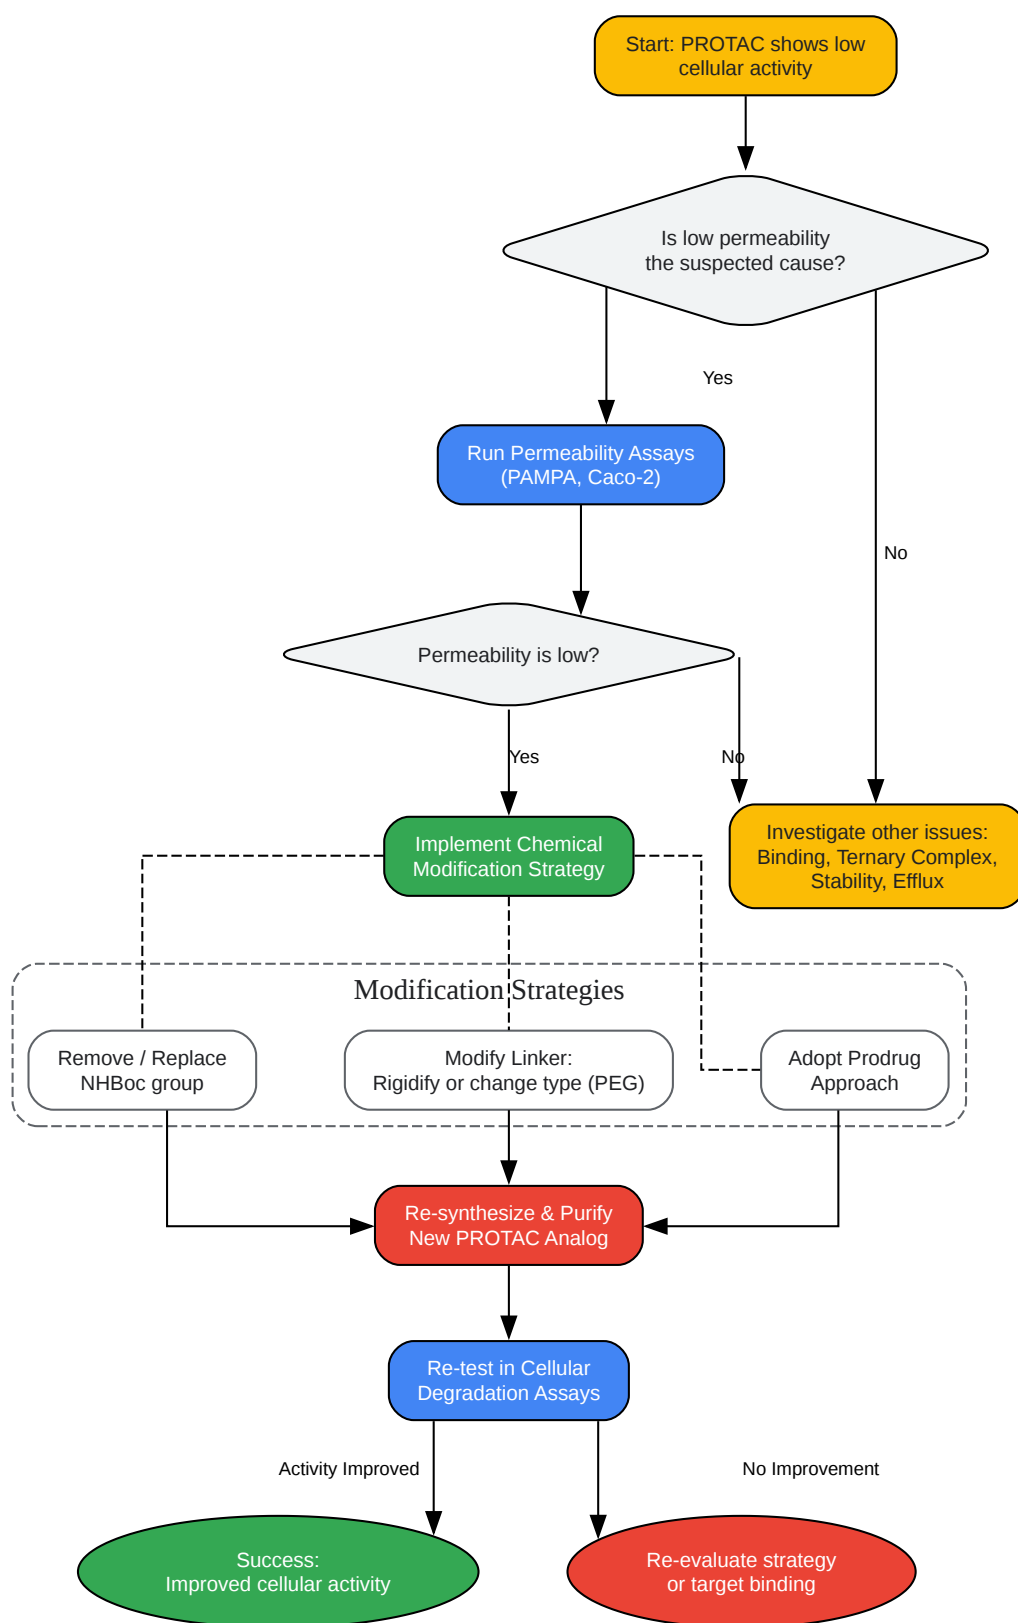 Start: PROTAC shows low
cellular activity
Is low permeability
the suspected cause?
Yes
Run Permeability Assays
(PAMPA, Caco-2)
No
Permeability is low?
Yes
No
Implement Chemical
Modification Strategy
Investigate other issues:
Binding, Ternary Complex,
Stability, Efflux
Modification Strategies
Remove / Replace
NHBoc group
Modify Linker:
Rigidify or change type (PEG)
Adopt Prodrug
Approach
Re-synthesize & Purify
New PROTAC Analog
Re-test in Cellular
Degradation Assays
Activity Improved
No Improvement
Success:
Improved cellular activity
Re-evaluate strategy
or target binding